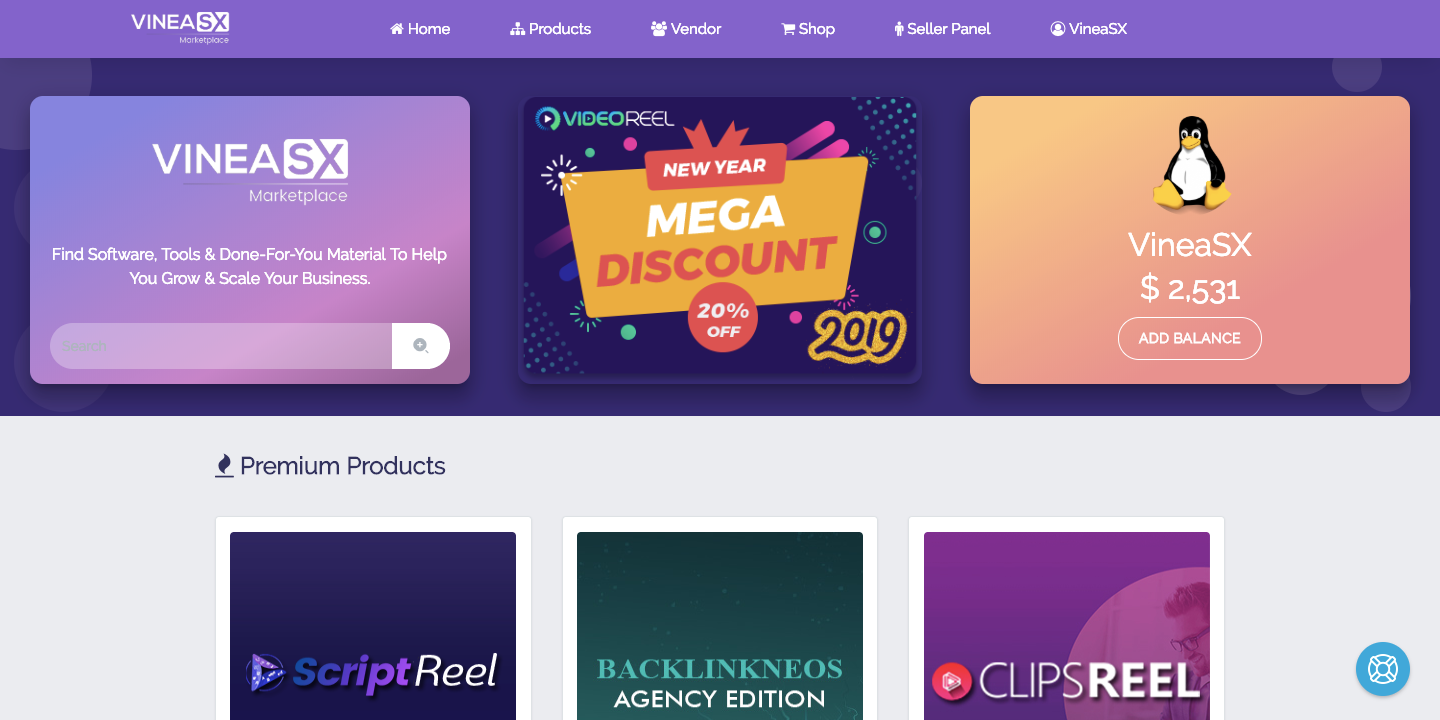 VINEASX
Marketplace
Home
Products
Vendor
Shop
Seller Panel
VineaSX
VINEASX
Marketplace
Find Software, Tools & Done-For-You Material To Help
You Grow & Scale Your Business.
Search
VIDEOREEL
NEW YEAR
MEGA
DISCOUNT
20%
OFF
2019
VineaSX
$ 2,531
ADD BALANCE
Premium Products
ScriptReel
BACKLINKNEOS
AGENCY EDITION
CLIPSREEL